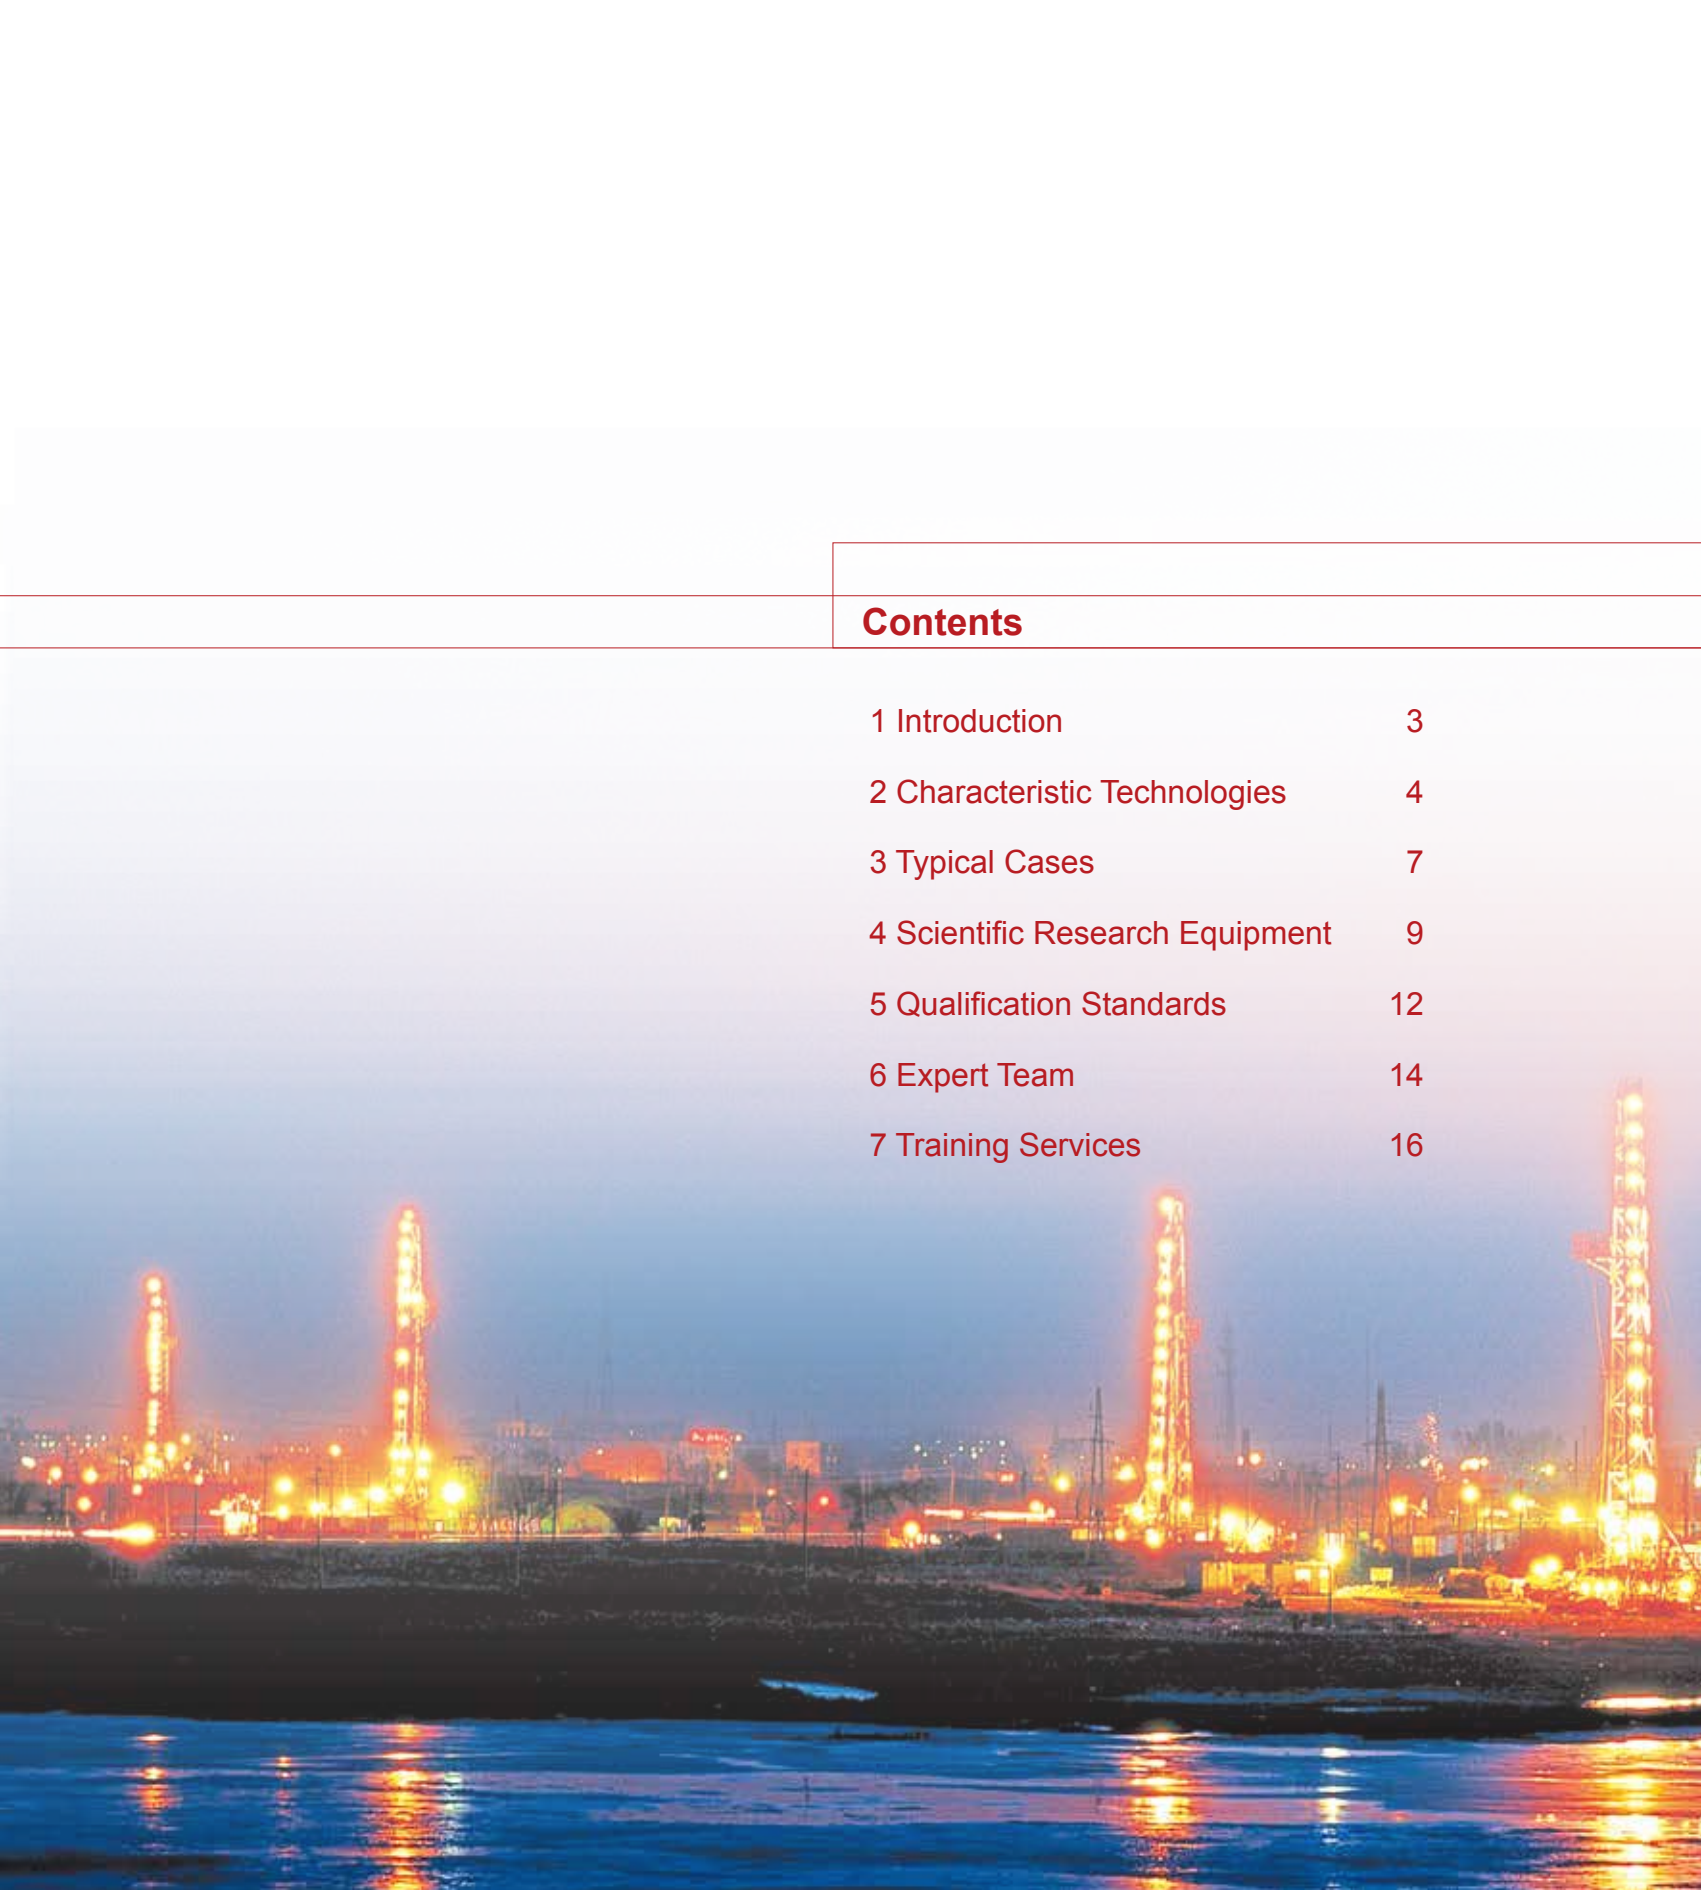 Contents
1 Introduction 3
2 Characteristic Technologies 4
3 Typical Cases 7
4 Scientific Research Equipment 9
5 Qualification Standards 12
6 Expert Team 14
7 Training Services 16